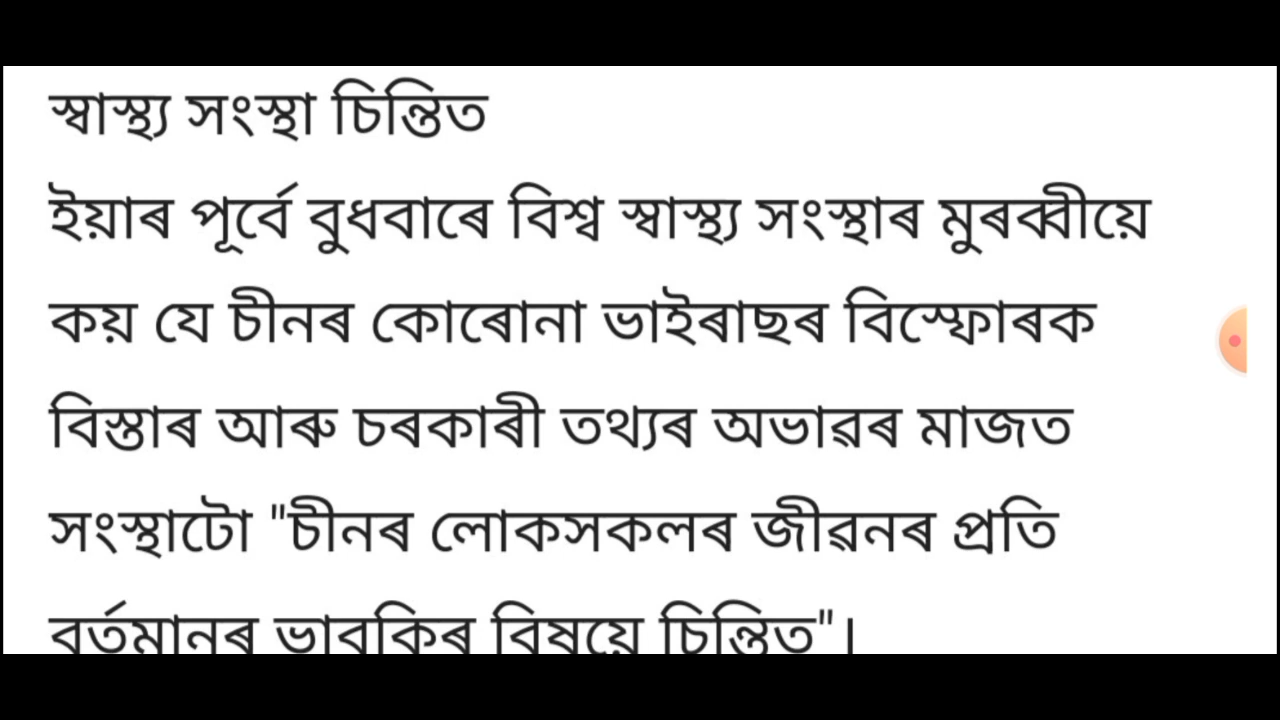 স্বাস্থ্য সংস্থা চিন্তিত
ইয়াৰ পূৰ্বে বুধবাৰে বিশ্ব স্বাস্থ্য সংস্থাৰ মুৰব্বীয়ে
কয় যে চীনৰ কোৰোনা ভাইৰাছৰ বিস্ফোৰক
বিস্তাৰ আৰু চৰকাৰী তথ্যৰ অভাৱৰ মাজত
সংস্থাটো "চীনৰ লোকসকলৰ জীৱনৰ প্ৰতি
বৰ্তমানৰ ভাবুকিৰ বিষয়ে চিন্তিত"।